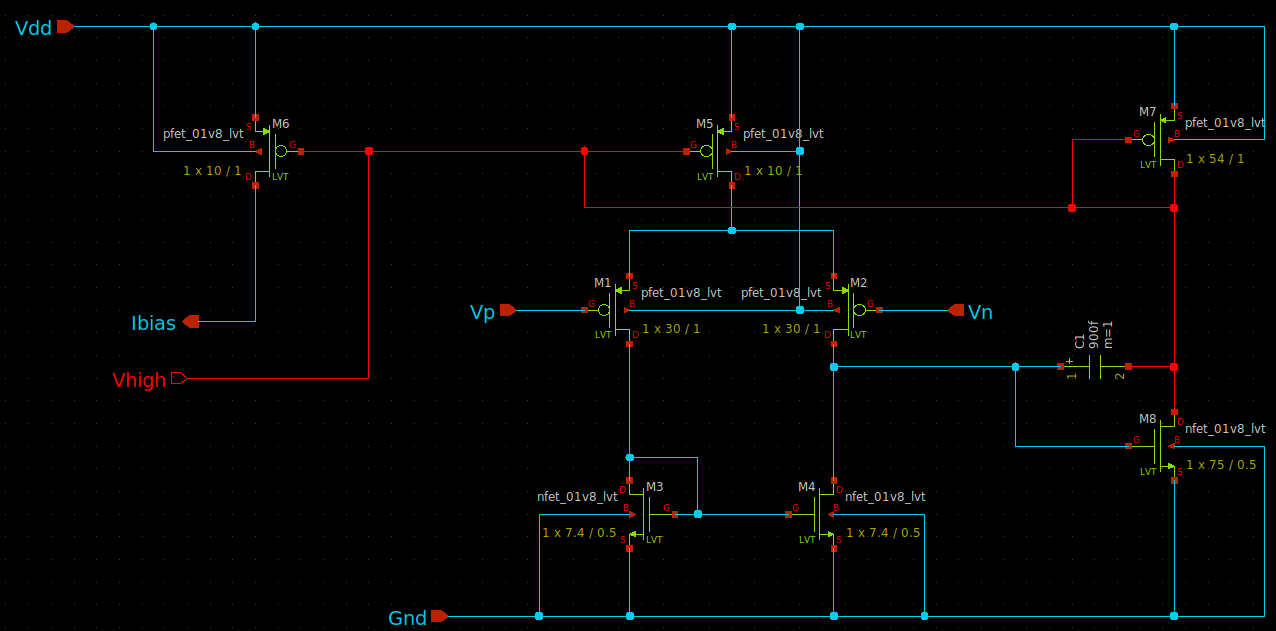 Vdd
M6
S
pfet_01v8_lvt
B
G
1 x 10 / 1
D
LVT
M5
S
pfet_01v8_lvt
G
B
1 x 10 / 1
LVT
D
M7
S
pfet_01v8_lvt
G
B
1 x 54 / 1
D
LVT
M1
S
pfet_01v8_lvt
Vp
G
B
1 x 30 / 1
LVT
D
M2
S
pfet_01v8_lvt
B
G
Vn
1 x 30 / 1
D
LVT
Ibias
Vhigh
C1
900f
m=1
+
1
2
M8
D
nfet_01v8_lvt
G
B
1 x 75 / 0.5
LVT
S
M3
D
nfet_01v8_lvt
B
G
1 x 7.4 / 0.5
S
LVT
M4
D
nfet_01v8_lvt
G
B
1 x 7.4 / 0.5
LVT
S
Gnd